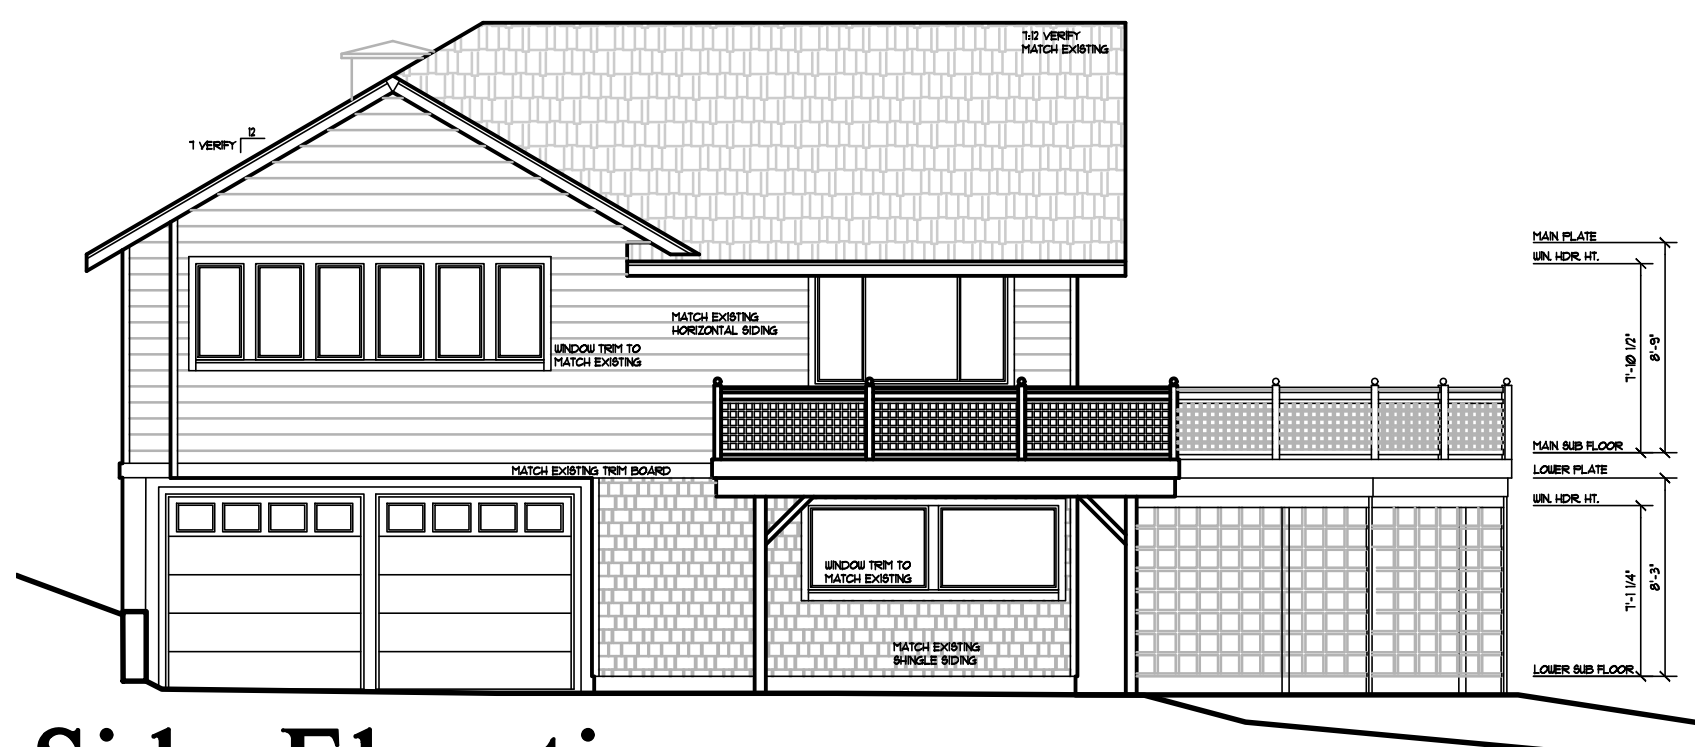 7:12 VERIFY
MATCH EXISTING
12
7 VERIFY
MAIN PLATE
WIN. HDR. HT.
MATCH EXISTING
HORIZONTAL SIDING
WINDOW TRIM TO
MATCH EXISTING
7'-10 1/2"
8'-9"
MAIN SUB FLOOR
MATCH EXISTING TRIM BOARD
LOWER PLATE
WIN. HDR. HT.
WINDOW TRIM TO
MATCH EXISTING
7'-1 1/4"
8'-3"
MATCH EXISTING
SHINGLE SIDING
LOWER SUB FLOOR